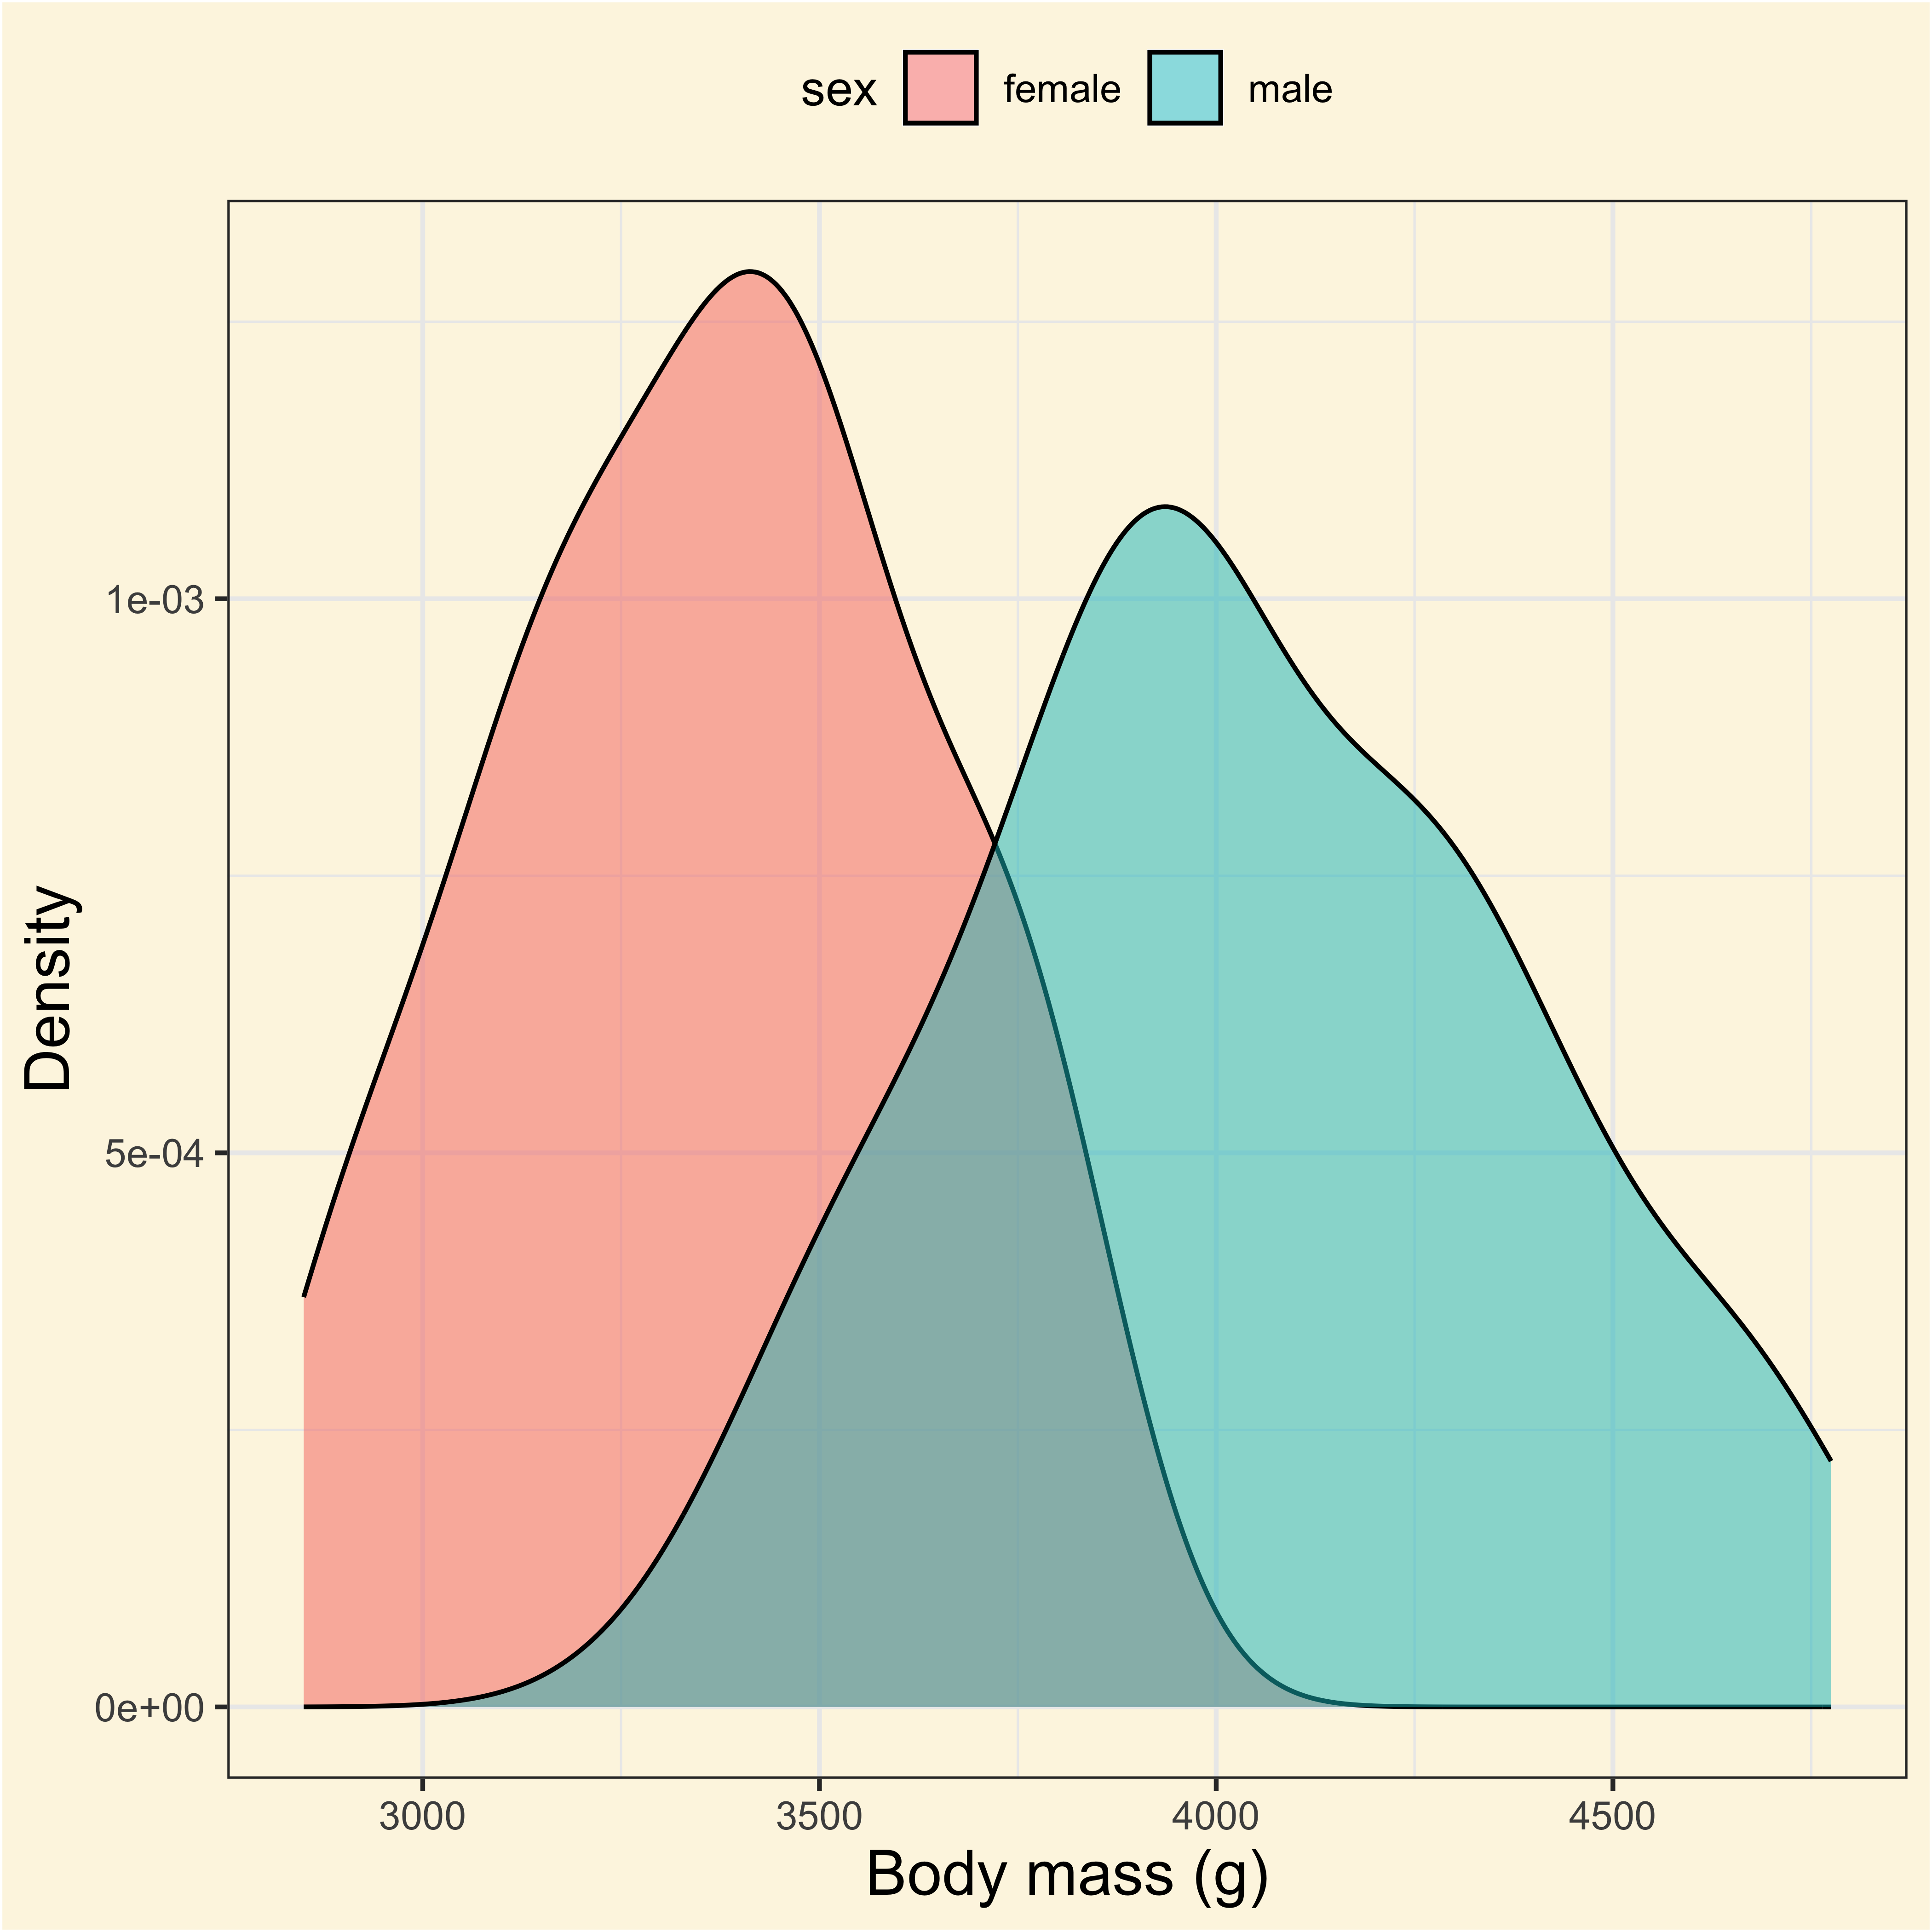 sex female male
1e-03
Density
5e-04
0e+00
3000 3500 4000 4500
Body mass (g)